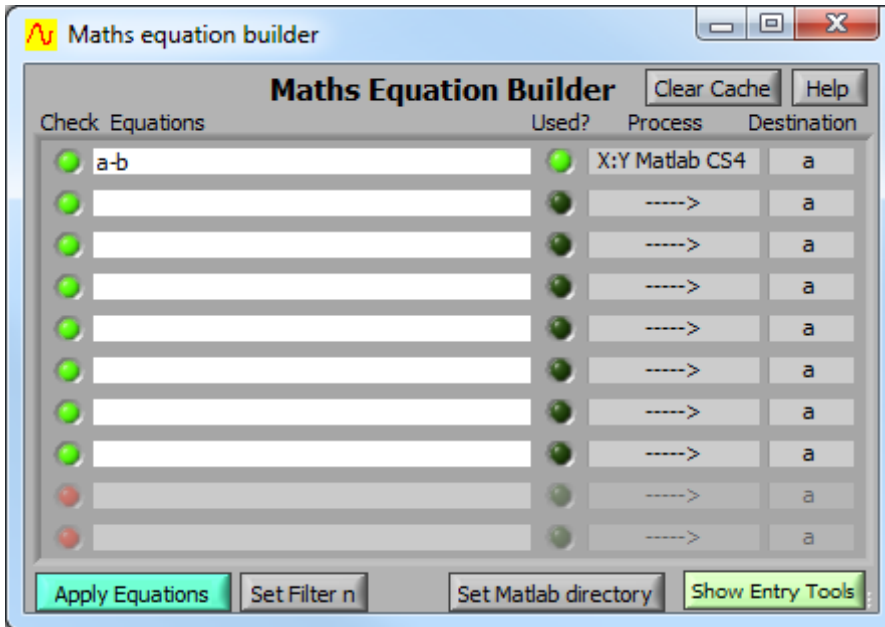 Maths equation builder
Maths Equation Builder Clear Cache Help
Check Equations Used? Process Destination
a-b X:Y Matlab CS4 a
-----> a
-----> a
-----> a
-----> a
-----> a
-----> a
-----> a
-----> a
-----> a
Apply Equations Set Filter n Set Matlab directory Show Entry Tools